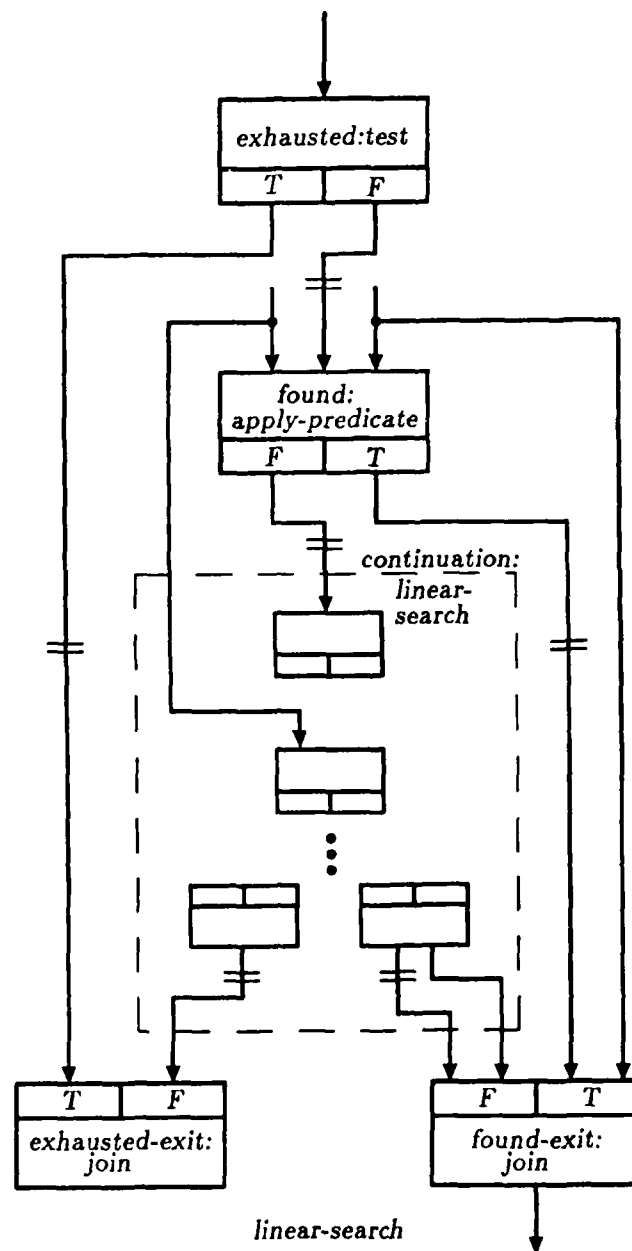 exhausted:test
T F
found:
apply-predicate
F T
continuation:
linear-
search
T F
exhausted-exit:
join
F T
found-exit:
join
linear-search